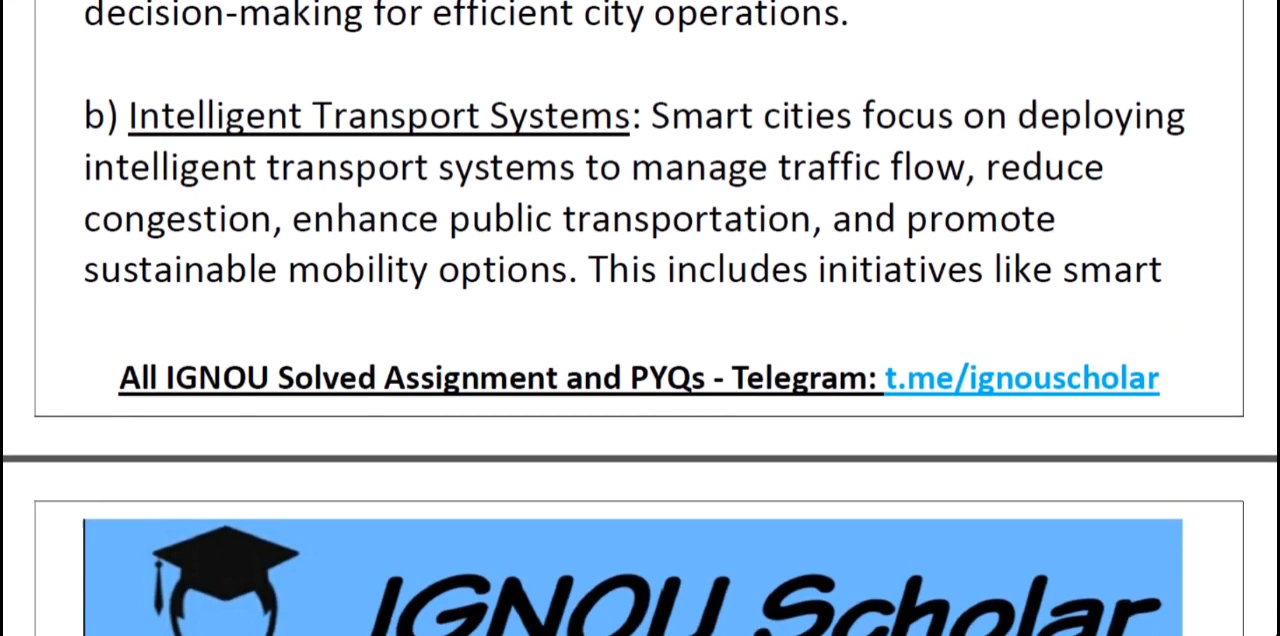 decision-making for efficient city operations.
b) Intelligent Transport Systems: Smart cities focus on deploying
intelligent transport systems to manage traffic flow, reduce
congestion, enhance public transportation, and promote
sustainable mobility options. This includes initiatives like smart
All IGNOU Solved Assignment and PYQs - Telegram: t.me/ignouscholar
IGNOU Scholar